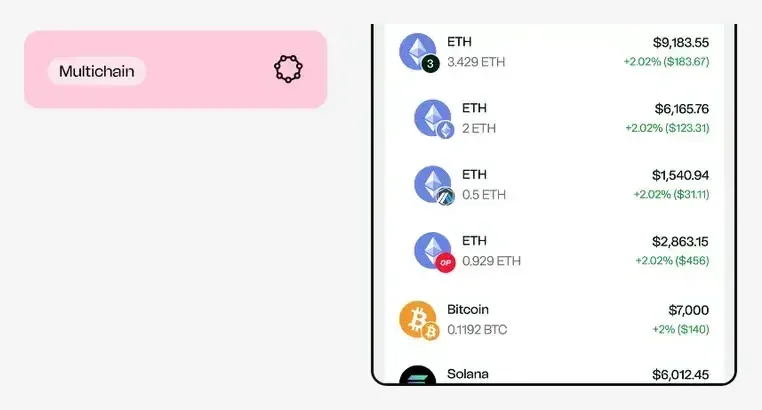 Multichain
ETH $9,183.55
3
3.429 ETH +2.02% ($183.67)
ETH $6,165.76
2 ETH +2.02% ($123.31)
ETH $1,540.94
0.5 ETH +2.02% ($31.11)
ETH $2,863.15
OP
0.929 ETH +2.02% ($456)
Bitcoin $7,000
0.1192 BTC +2% ($140)
Solana $6,012.45